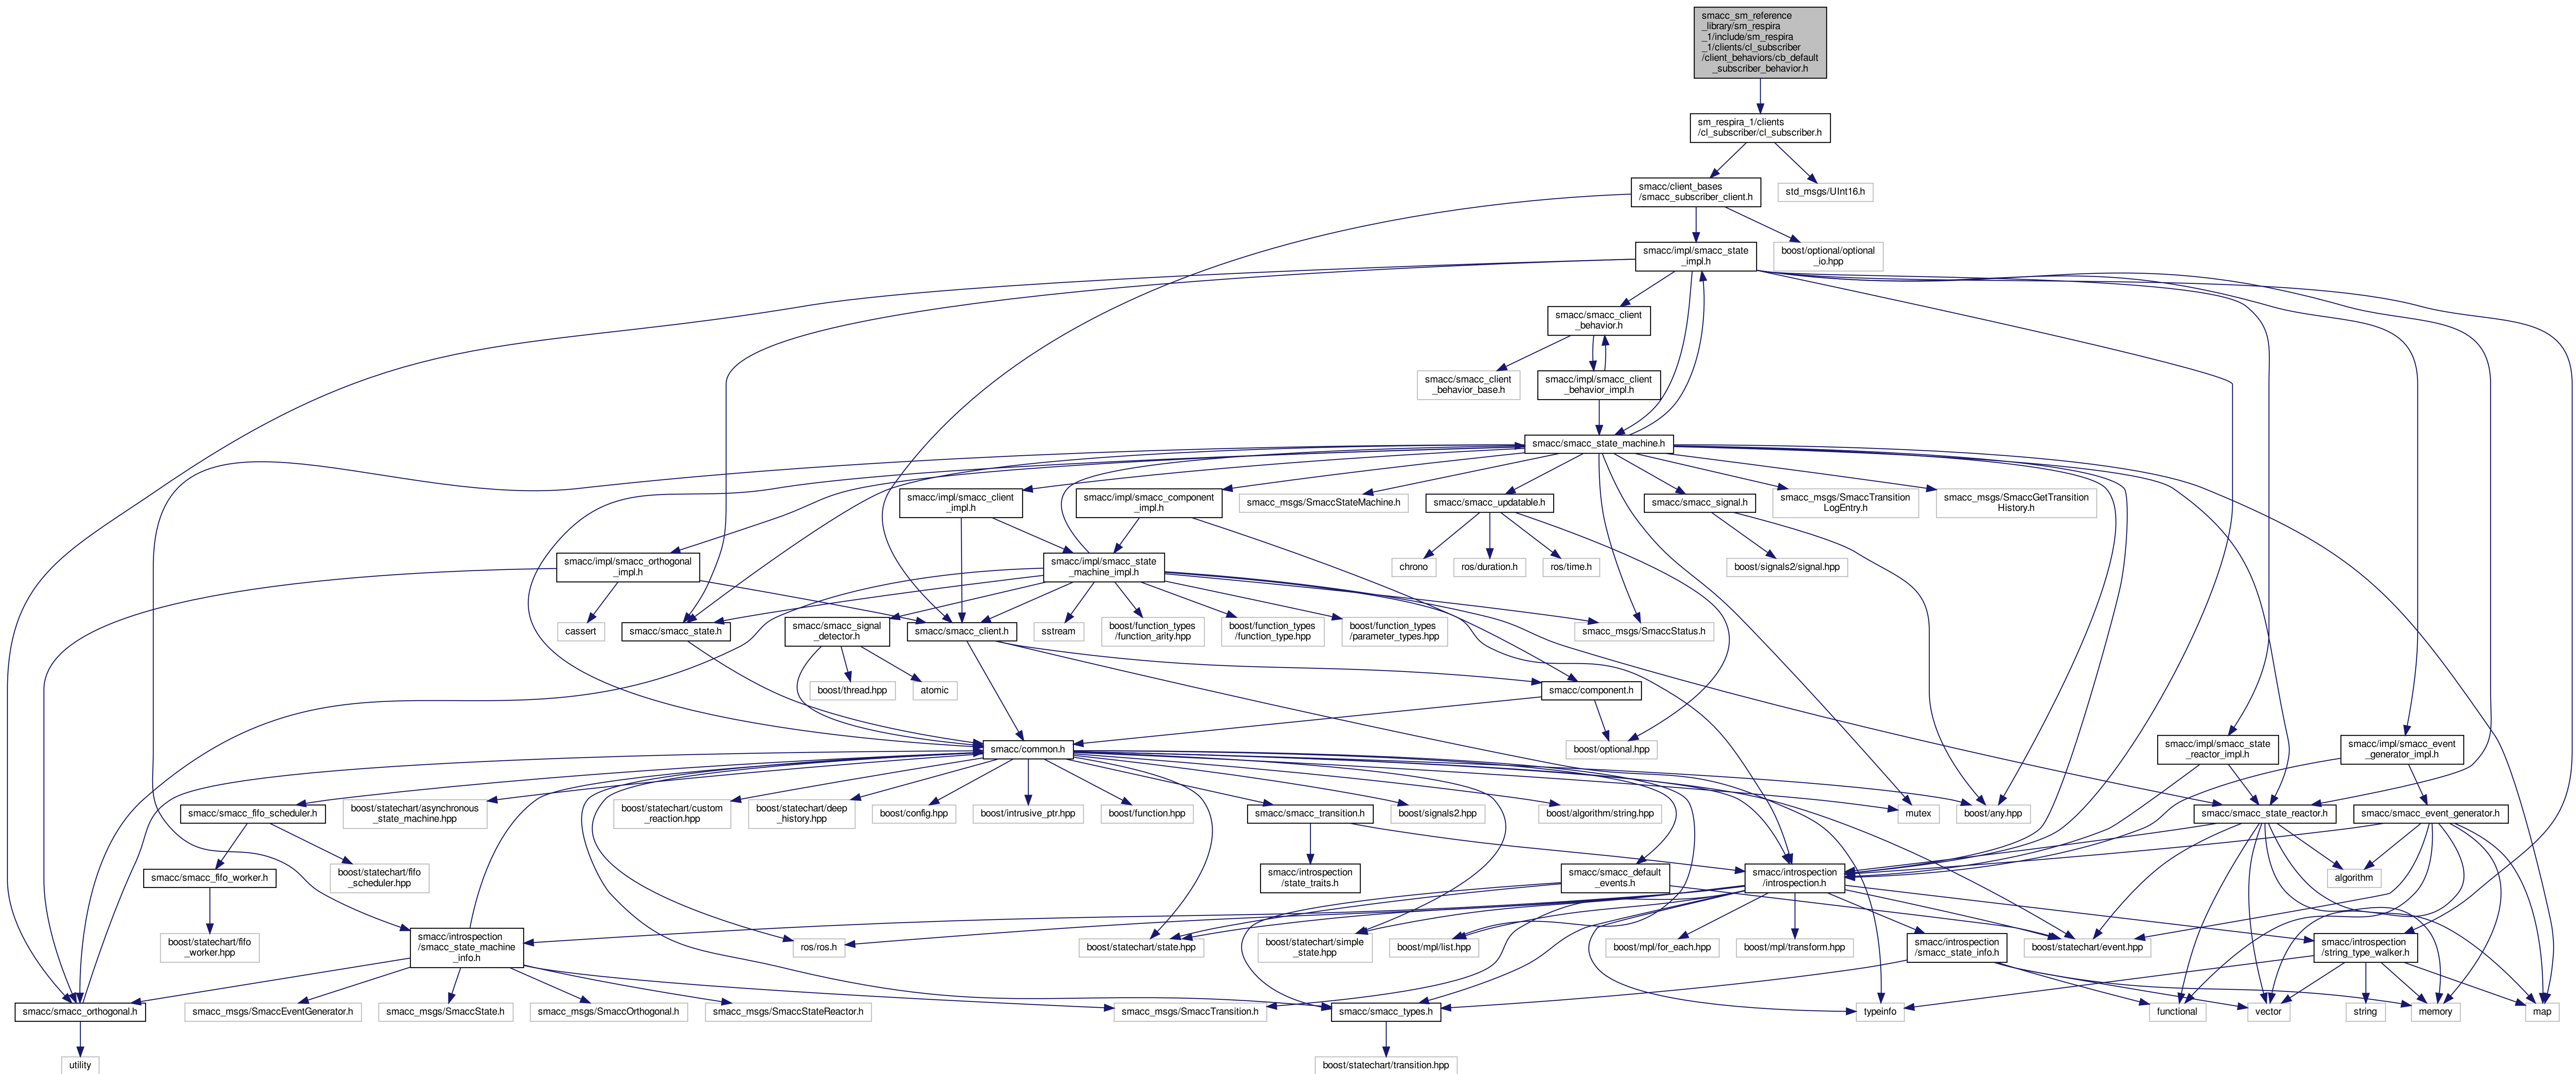 smacc_sm_reference
_library/sm_respira
_1/include/sm_respira
_1/clients/cl_subscriber
/client_behaviors/cb_default
_subscriber_behavior.h
sm_respira_1/clients
/cl_subscriber/cl_subscriber.h
smacc/client_bases
/smacc_subscriber_client.h
std_msgs/UInt16.h
smacc/impl/smacc_state
_impl.h
boost/optional/optional
_io.hpp
smacc/smacc_client
_behavior.h
smacc/smacc_client
_behavior_base.h
smacc/impl/smacc_client
_behavior_impl.h
smacc/smacc_state_machine.h
smacc/impl/smacc_client
_impl.h
smacc/impl/smacc_component
_impl.h
smacc_msgs/SmaccStateMachine.h
smacc/smacc_updatable.h
smacc/smacc_signal.h
smacc_msgs/SmaccTransition
LogEntry.h
smacc_msgs/SmaccGetTransition
History.h
smacc/impl/smacc_orthogonal
_impl.h
smacc/impl/smacc_state
_machine_impl.h
chrono
ros/duration.h
ros/time.h
boost/signals2/signal.hpp
cassert
smacc/smacc_state.h
smacc/smacc_signal
_detector.h
smacc/smacc_client.h
sstream
boost/function_types
/function_arity.hpp
boost/function_types
/function_type.hpp
boost/function_types
/parameter_types.hpp
smacc_msgs/SmaccStatus.h
boost/thread.hpp
atomic
smacc/component.h
smacc/common.h
boost/optional.hpp
smacc/impl/smacc_state
_reactor_impl.h
smacc/impl/smacc_event
_generator_impl.h
smacc/smacc_fifo_scheduler.h
boost/statechart/asynchronous
_state_machine.hpp
boost/statechart/custom
_reaction.hpp
boost/statechart/deep
_history.hpp
boost/config.hpp
boost/intrusive_ptr.hpp
boost/function.hpp
smacc/smacc_transition.h
boost/signals2.hpp
boost/algorithm/string.hpp
mutex
boost/any.hpp
smacc/smacc_state_reactor.h
smacc/smacc_event_generator.h
smacc/smacc_fifo_worker.h
boost/statechart/fifo
_scheduler.hpp
smacc/introspection
/state_traits.h
smacc/smacc_default
_events.h
smacc/introspection
/introspection.h
algorithm
boost/statechart/fifo
_worker.hpp
smacc/introspection
/smacc_state_machine
_info.h
ros/ros.h
boost/statechart/state.hpp
boost/statechart/simple
_state.hpp
boost/mpl/list.hpp
boost/mpl/for_each.hpp
boost/mpl/transform.hpp
smacc/introspection
/smacc_state_info.h
boost/statechart/event.hpp
smacc/introspection
/string_type_walker.h
smacc/smacc_orthogonal.h
smacc_msgs/SmaccEventGenerator.h
smacc_msgs/SmaccState.h
smacc_msgs/SmaccOrthogonal.h
smacc_msgs/SmaccStateReactor.h
smacc_msgs/SmaccTransition.h
smacc/smacc_types.h
typeinfo
functional
vector
string
memory
map
utility
boost/statechart/transition.hpp